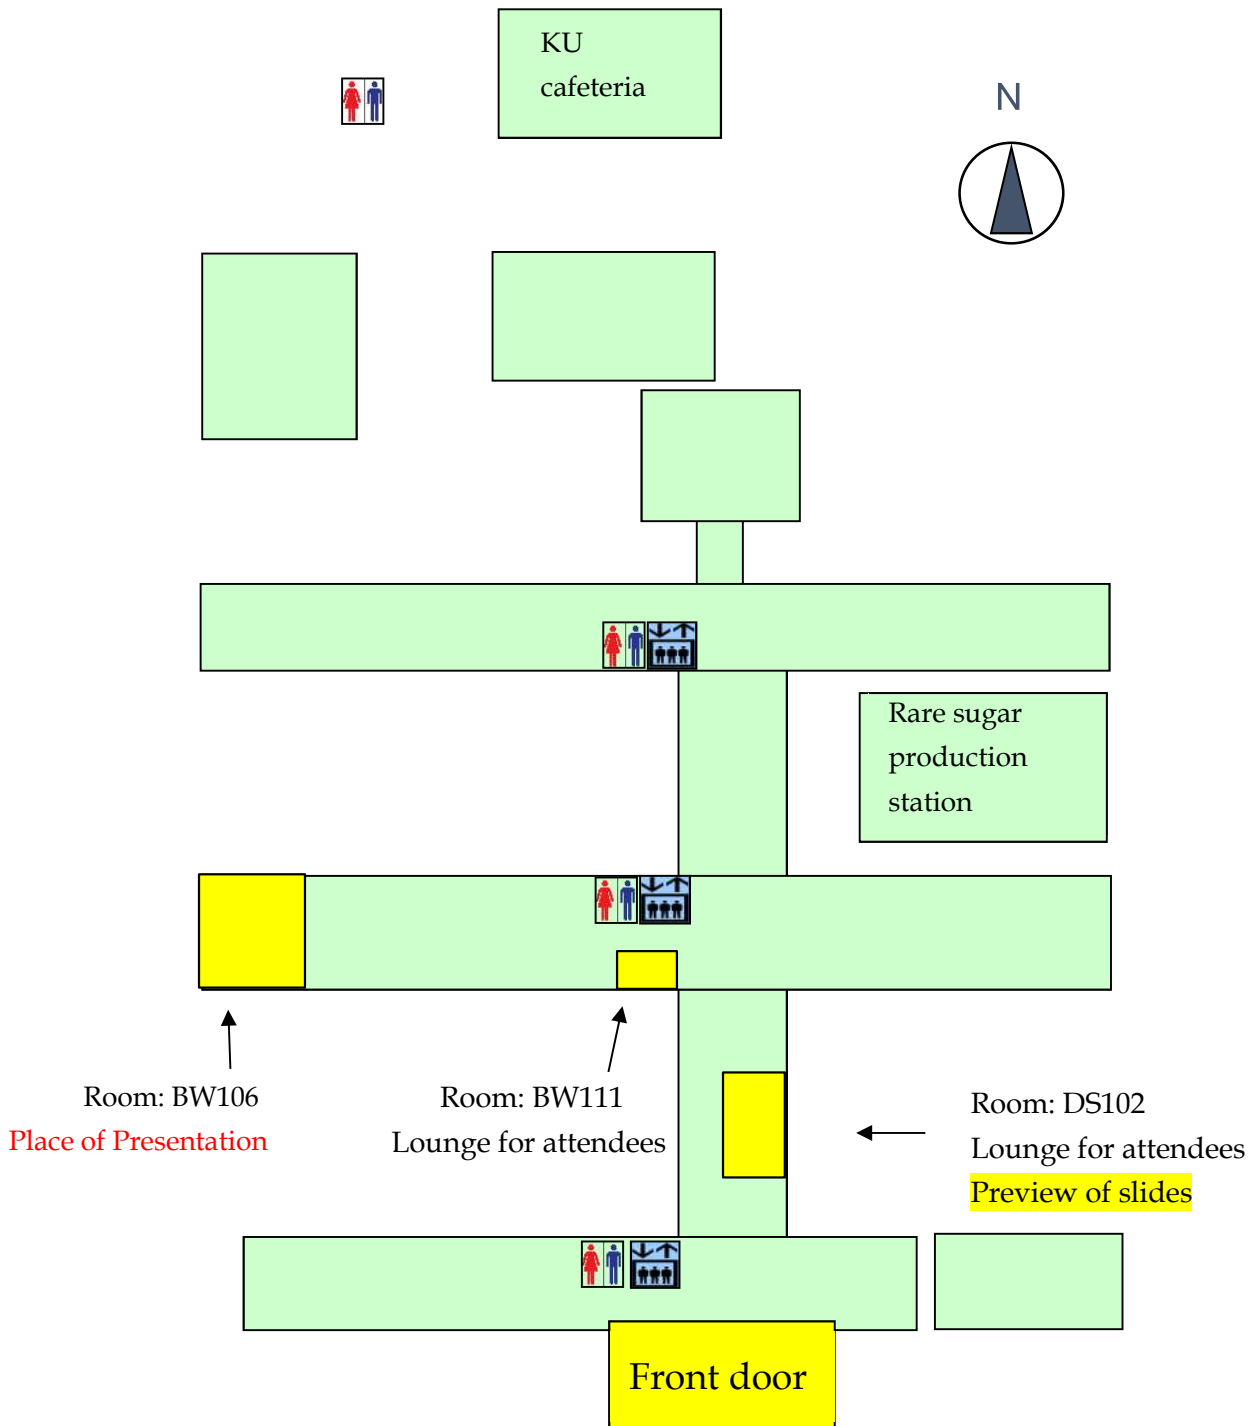 KU
cafeteria
N
Rare sugar
production
station
Room: BW106
Place of Presentation
Room: BW111
Lounge for attendees
Room: DS102
Lounge for attendees
Preview of slides
Front door